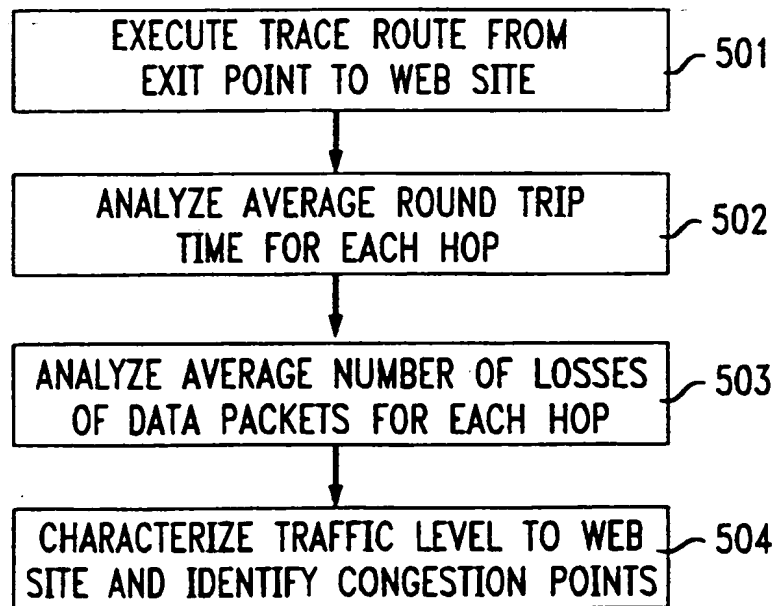 EXECUTE TRACE ROUTE FROM
EXIT POINT TO WEB SITE
501
ANALYZE AVERAGE ROUND TRIP
TIME FOR EACH HOP
502
ANALYZE AVERAGE NUMBER OF LOSSES
OF DATA PACKETS FOR EACH HOP
503
CHARACTERIZE TRAFFIC LEVEL TO WEB
SITE AND IDENTIFY CONGESTION POINTS
504